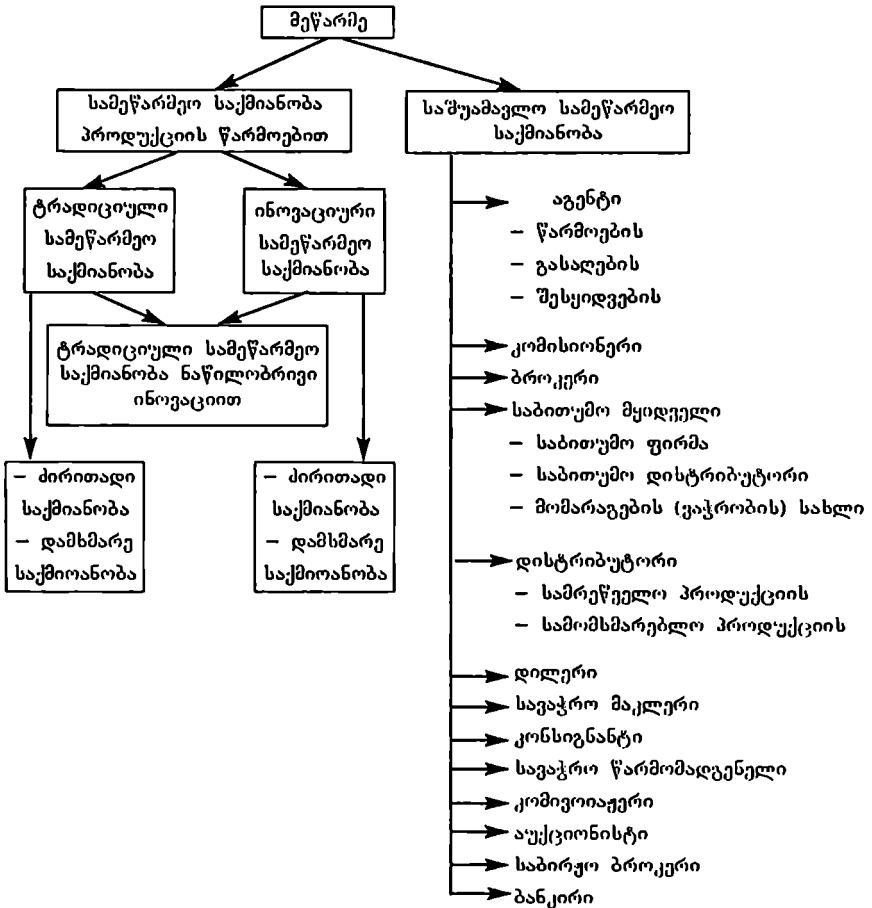 მეწარმე
სამეწარმეო საქმიანობა
პროდუქციის წარმოებით
ტრადიციული
სამეწარმეო
საქმიანობა
ინოვაციური
სამეწარმეო
საქმიანობა
ტრადიციული სამეწარმეო
საქმიანობა ნაწილობრივი
ინოვაციით
– ძირითადი
საქმიანობა
– დამხმარე
საქმიოანობა
– ძირითადი
საქმიანობა
– დამხმარე
საქმიოანობა
საშუამავლო სამეწარმეო
საქმიანობა
აგენტი
– წარმოების
– გასაღების
– შესყიდვების
კომისიონერი
ბროკერი
საბითუმო მყიდველი
– საბითუმო ფირმა
– საბითუმო დისტრიბუტორი
– მომარაგების (ვაჭრობის) სახლი
დისტრიბუტორი
– სამრეწეელო პროდუქციის
– სამომსმარებლო პროდუქციის
დილერი
სავაჭრო მაკლერი
კონსიგნანტი
სავაჭრო წარმომადგენელი
კომივოიაჟერი
აუქციონისტი
საბირჟო ბროკერი
ბანკირი